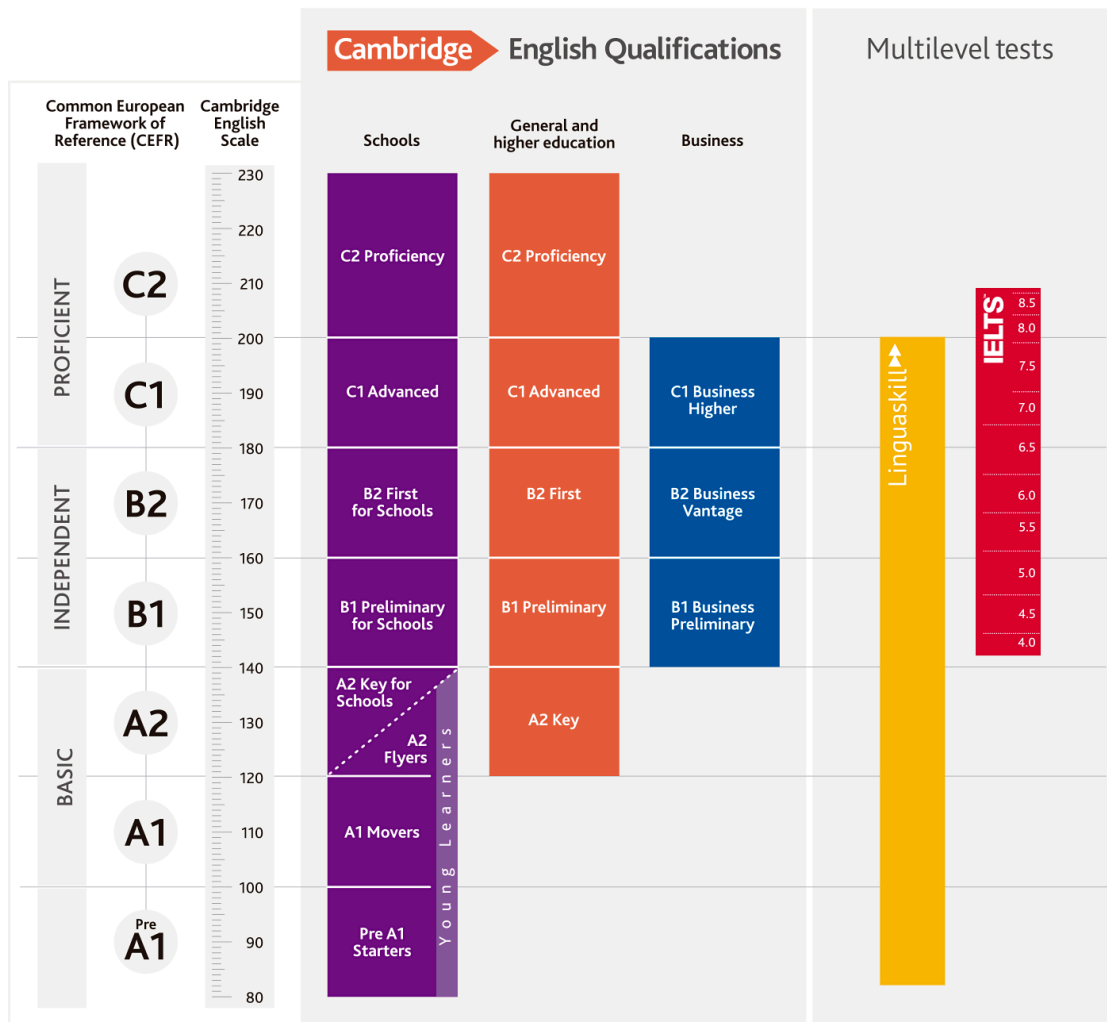 Cambridge English Qualifications
Multilevel tests
Common European
Framework of
Reference (CEFR)
Cambridge
English
Scale
Schools
General and
higher education
Business
PROFICIENT
INDEPENDENT
BASIC
C2
C1
B2
B1
A2
A1
Pre
A1
230
220
210
200
190
180
170
160
150
140
130
120
110
100
90
80
C2 Proficiency
C1 Advanced
B2 First
for Schools
B1 Preliminary
for Schools
A2 Key for
Schools
A2
Flyers
A1 Movers
Pre A1
Starters
Young Learners
C2 Proficiency
C1 Advanced
B2 First
B1 Preliminary
A2 Key
C1 Business
Higher
B2 Business
Vantage
B1 Business
Preliminary
Linguaskill
IELTS™
8.5
8.0
7.5
7.0
6.5
6.0
5.5
5.0
4.5
4.0